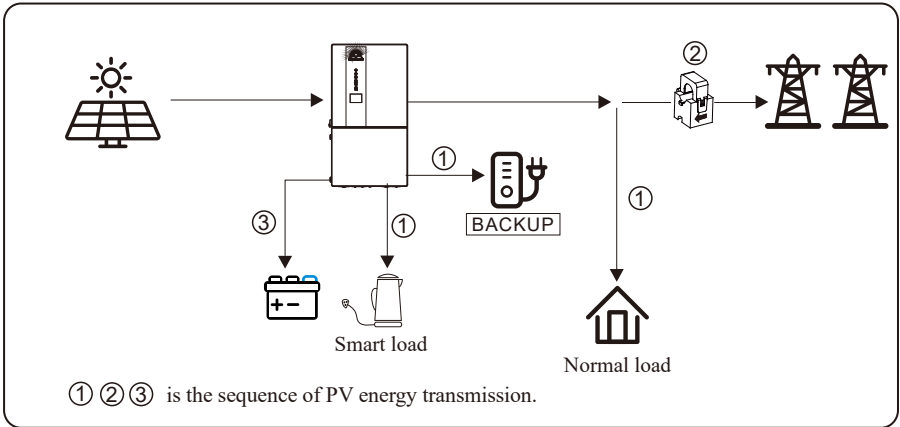 ②
①
BACKUP
①
③
①
Smart load
Normal load
① ② ③ is the sequence of PV energy transmission.